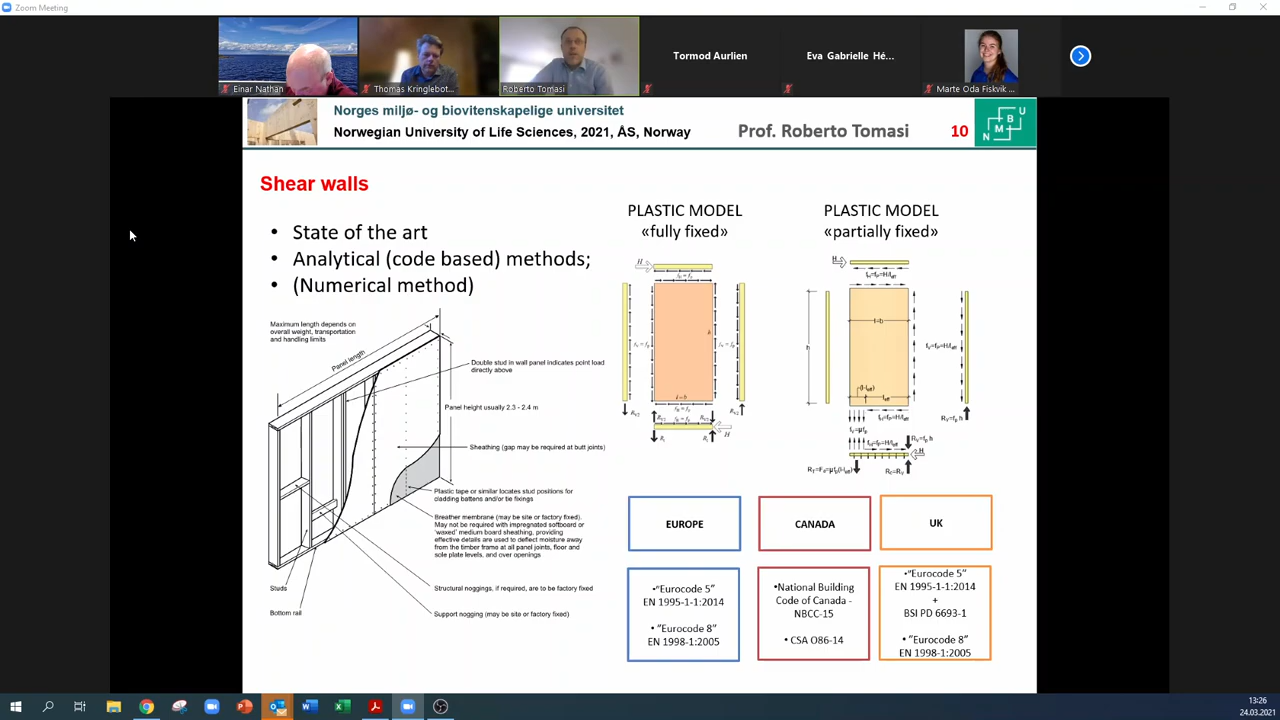 Zoom Meeting
Einar Nathan
Thomas Kringlebot...
Roberto Tomasi
Tormod Aurlien
Eva Gabrielle Hé...
Marte Oda Fiskvik ...
Norges miljø- og biovitenskapelige universitet
Norwegian University of Life Sciences, 2021, ÅS, Norway
Prof. Roberto Tomasi
10
N M B U
Shear walls
• State of the art
• Analytical (code based) methods;
• (Numerical method)
PLASTIC MODEL
«fully fixed»
PLASTIC MODEL
«partially fixed»
Maximum length depends on
overall weight, transportation
and handling limits
Panel length
Double stud in wall panel indicates point load
directly above
Panel height usually 2.3 - 2.4 m
Sheathing (gap may be required at butt joints)
Plastic tape or similar locates stud positions for
cladding battens and/or tie fixings
Breather membrane (may be site or factory fixed).
May not be required with impregnated softboard or
'waxed' medium board sheathing, providing
effective details are used to deflect moisture away
from the timber frame at all panel joints, floor and
sole plate levels, and over openings
Studs
Structural noggings, if required, are to be factory fixed
Bottom rail
Support nogging (may be site or factory fixed)
H
h
H
H
h
H
EUROPE
CANADA
UK
•"Eurocode 5"
EN 1995-1-1:2014
• "Eurocode 8"
EN 1998-1:2005
•National Building
Code of Canada -
NBCC-15
• CSA O86-14
•"Eurocode 5"
EN 1995-1-1:2014
+
BSI PD 6693-1
• "Eurocode 8"
EN 1998-1:2005
13:26
24.03.2021